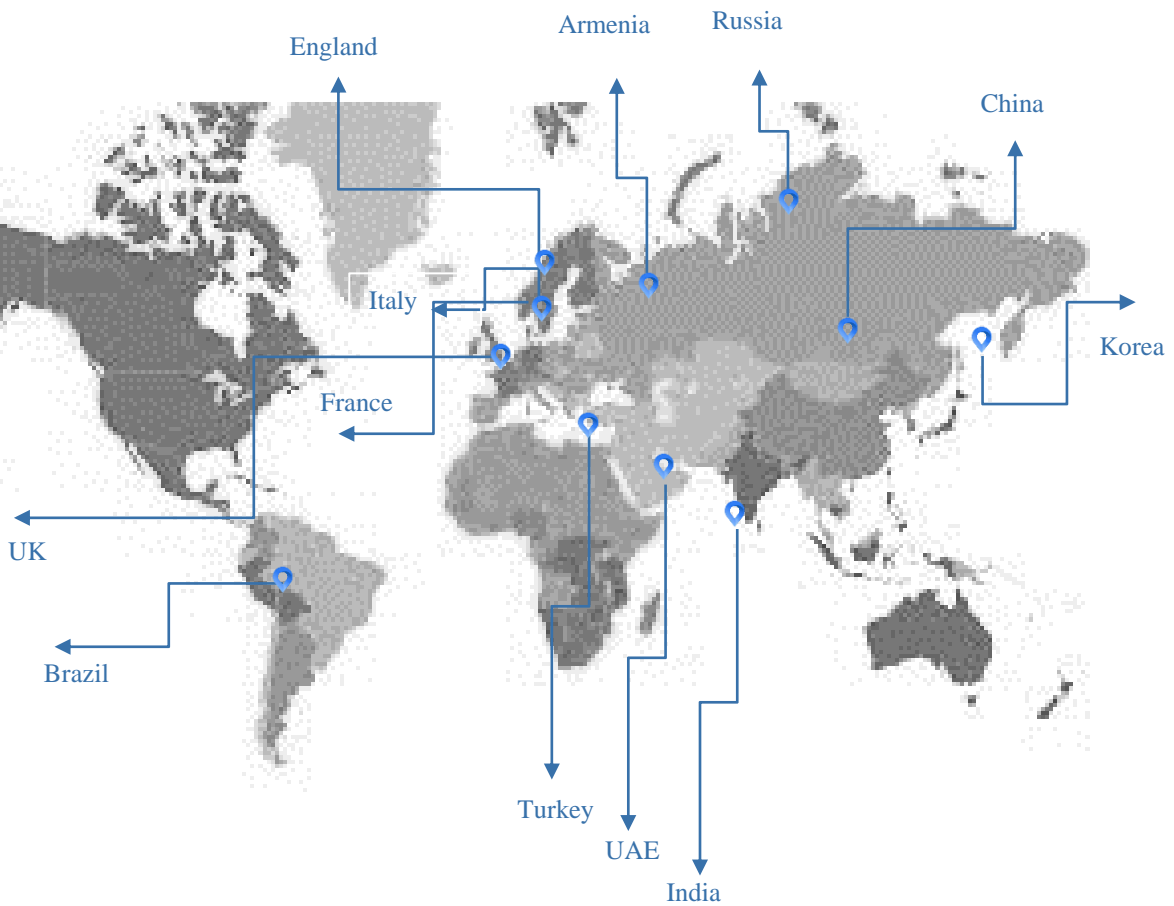 Russia
Armenia
England
China
Italy
Korea
France
UK
Brazil
Turkey
UAE
India